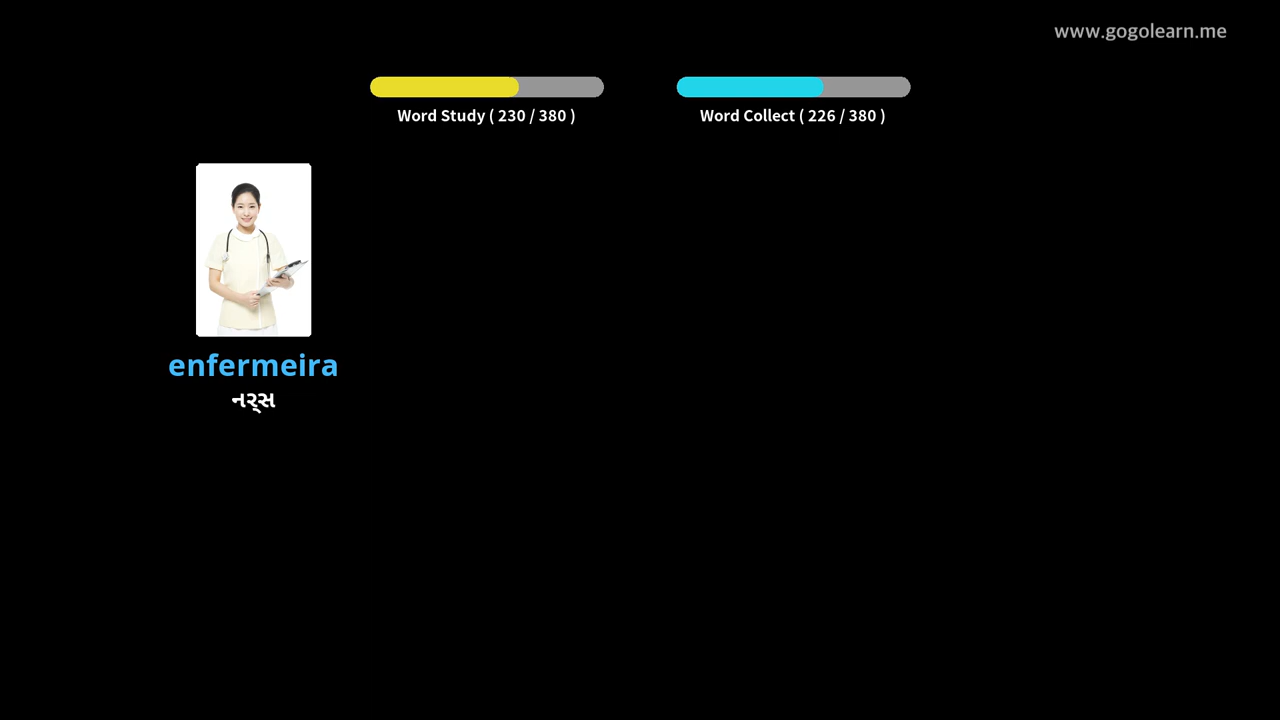 www.gogolearn.me
Word Study ( 230 / 380 )
Word Collect ( 226 / 380 )
enfermeira
નર્સ